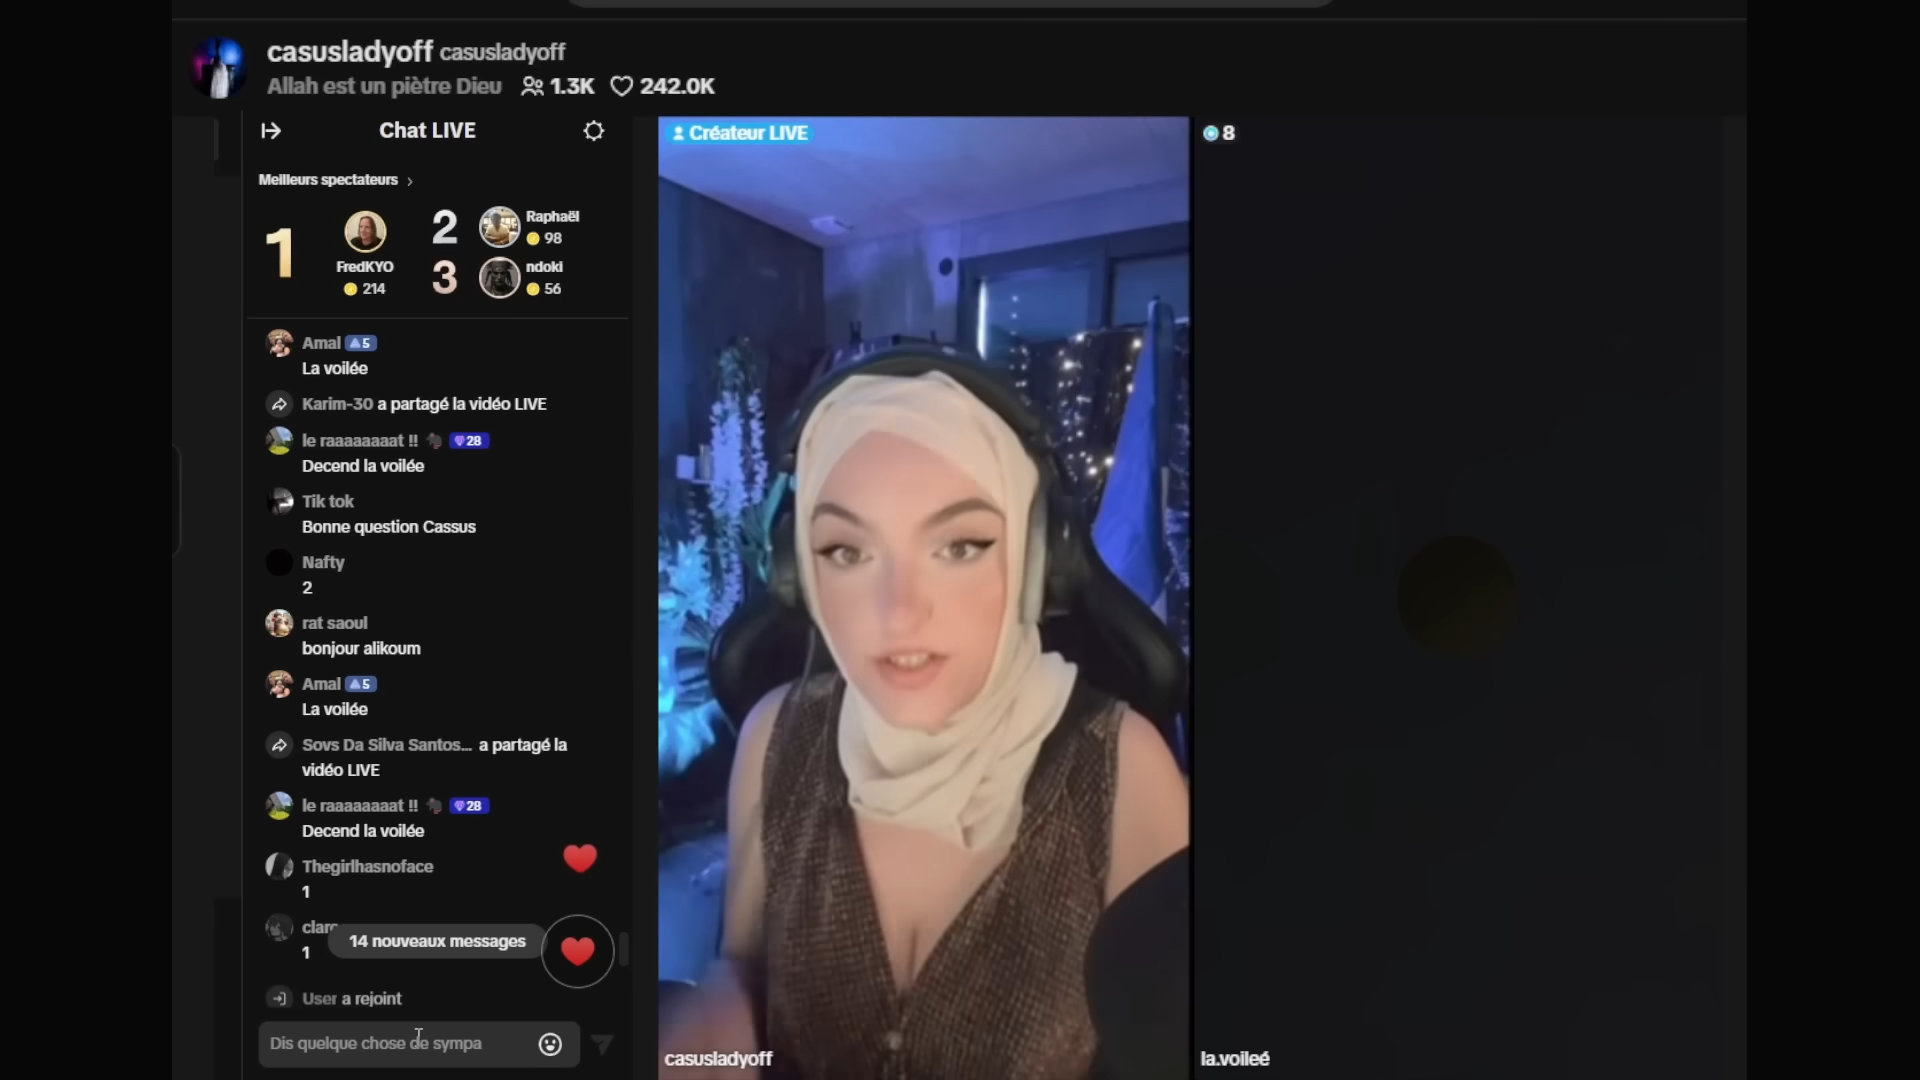 casusladyoff casusladyoff
Allah est un piètre Dieu 1.3K 242.0K
Chat LIVE
Meilleurs spectateurs
1
FredKYO
214
2
Raphaël
98
3
ndoki
56
Amal 5
La voilée
Karim-30 a partagé la vidéo LIVE
le raaaaaaaat !! 28
Decend la voilée
Tik tok
Bonne question Cassus
Nafty
2
rat saoul
bonjour alikoum
Amal 5
La voilée
Sovs Da Silva Santos... a partagé la
vidéo LIVE
le raaaaaaaat !! 28
Decend la voilée
Thegirlhasnoface
1
1
14 nouveaux messages
User a rejoint
Dis quelque chose de sympa
Créateur LIVE
8
casusladyoff
la.voileé